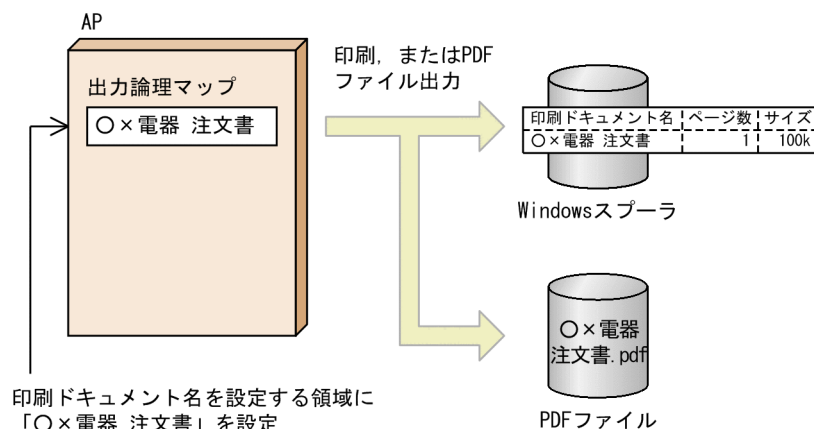 AP
出力論理マップ
〇×電器 注文書
印刷，またはPDF
ファイル出力
印刷ドキュメント名 ページ数 サイズ
〇×電器 注文書 1 100k
Windowsスプーラ
〇×電器
注文書.pdf
PDFファイル
印刷ドキュメント名を設定する領域に
「〇×電器 注文書」を設定